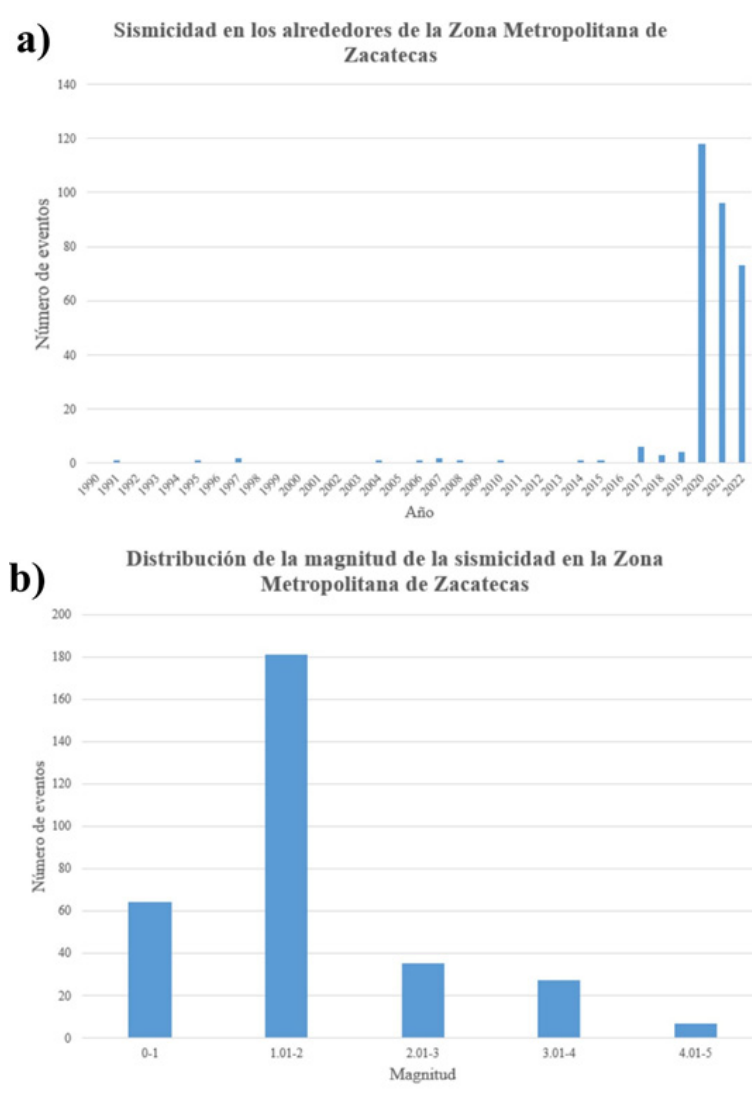 a)
Sismicidad en los alrededores de la Zona Metropolitana de
Zacatecas
140
120
100
80
60
40
20
0
Número de eventos
1990 1991 1992 1993 1994 1995 1996 1997 1998 1999 2000 2001 2002 2003 2004 2005 2006 2007 2008 2009 2010 2011 2012 2013 2014 2015 2016 2017 2018 2019 2020 2021 2022
Año
b)
Distribución de la magnitud de la sismicidad en la Zona
Metropolitana de Zacatecas
200
180
160
140
120
100
80
60
40
20
0
Número de eventos
0-1 1.01-2 2.01-3 3.01-4 4.01-5
Magnitud